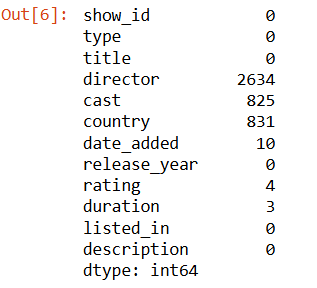 Out[6]: show_id 0
type 0
title 0
director 2634
cast 825
country 831
date_added 10
release_year 0
rating 4
duration 3
listed_in 0
description 0
dtype: int64